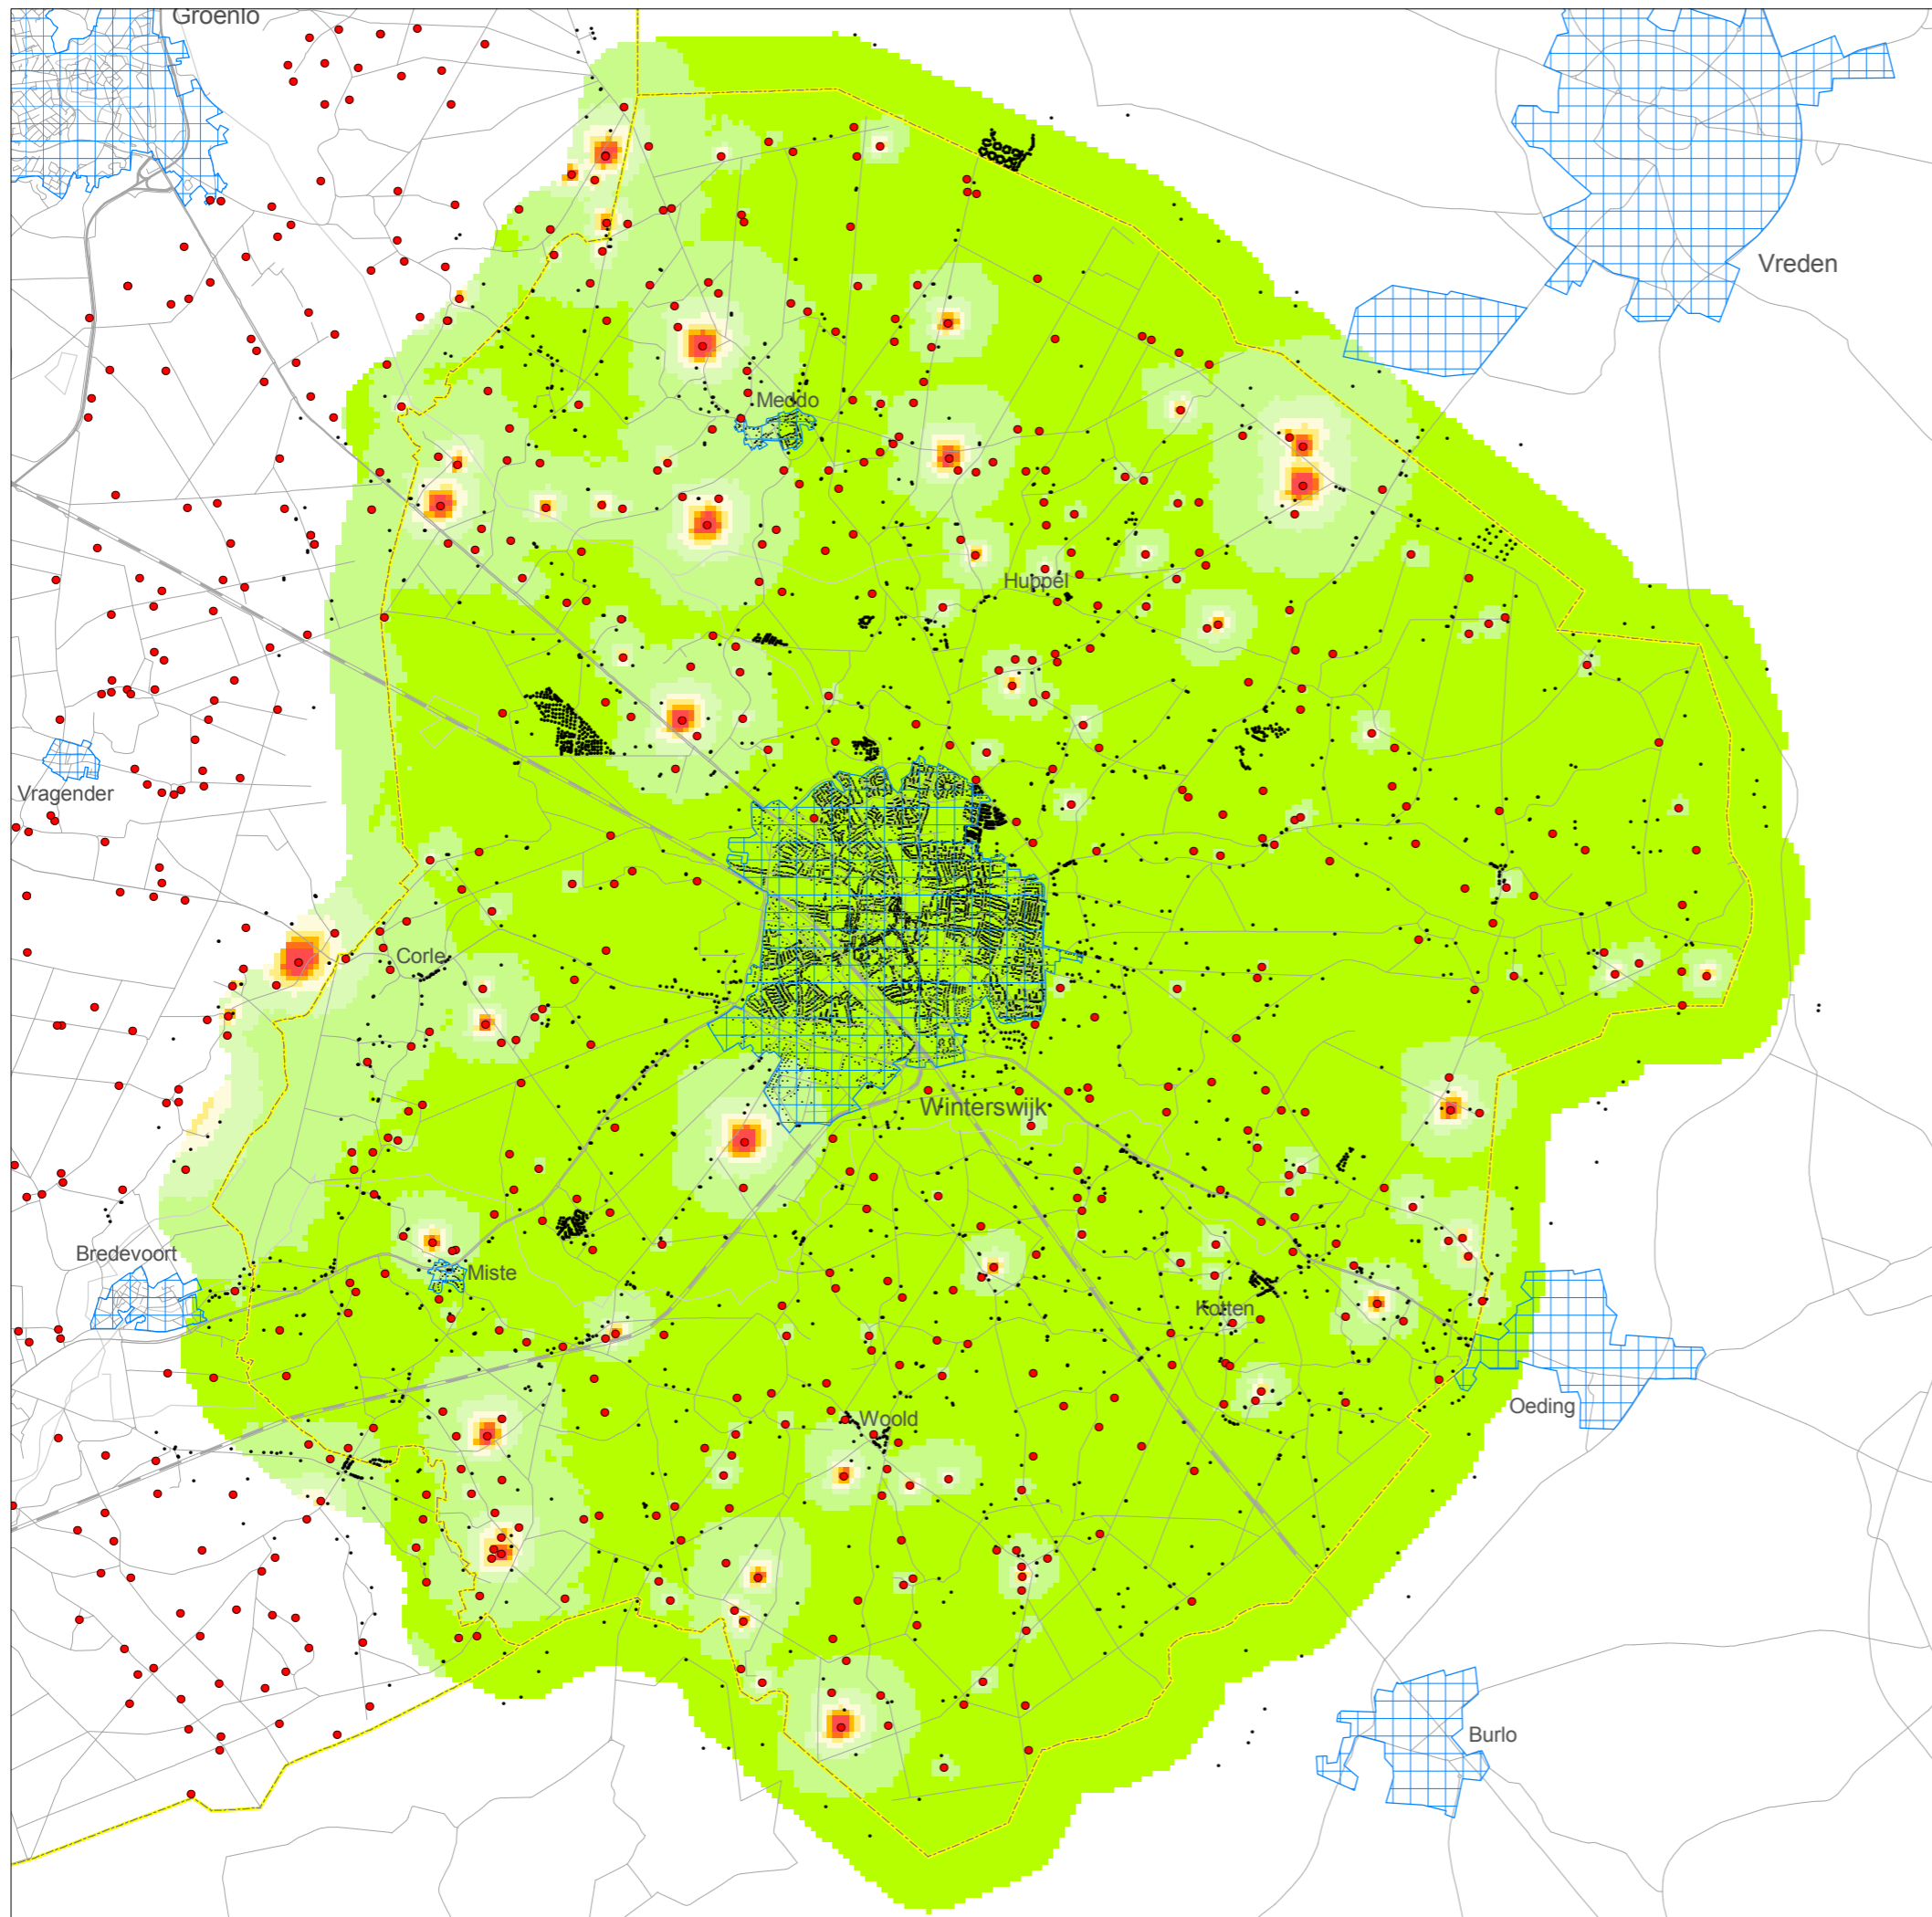 Groenlo
Vreden
Meddo
Huppel
Vragender
Corle
Winterswijk
Bredevoort
Miste
Kotten
Oeding
Woold
Burlo